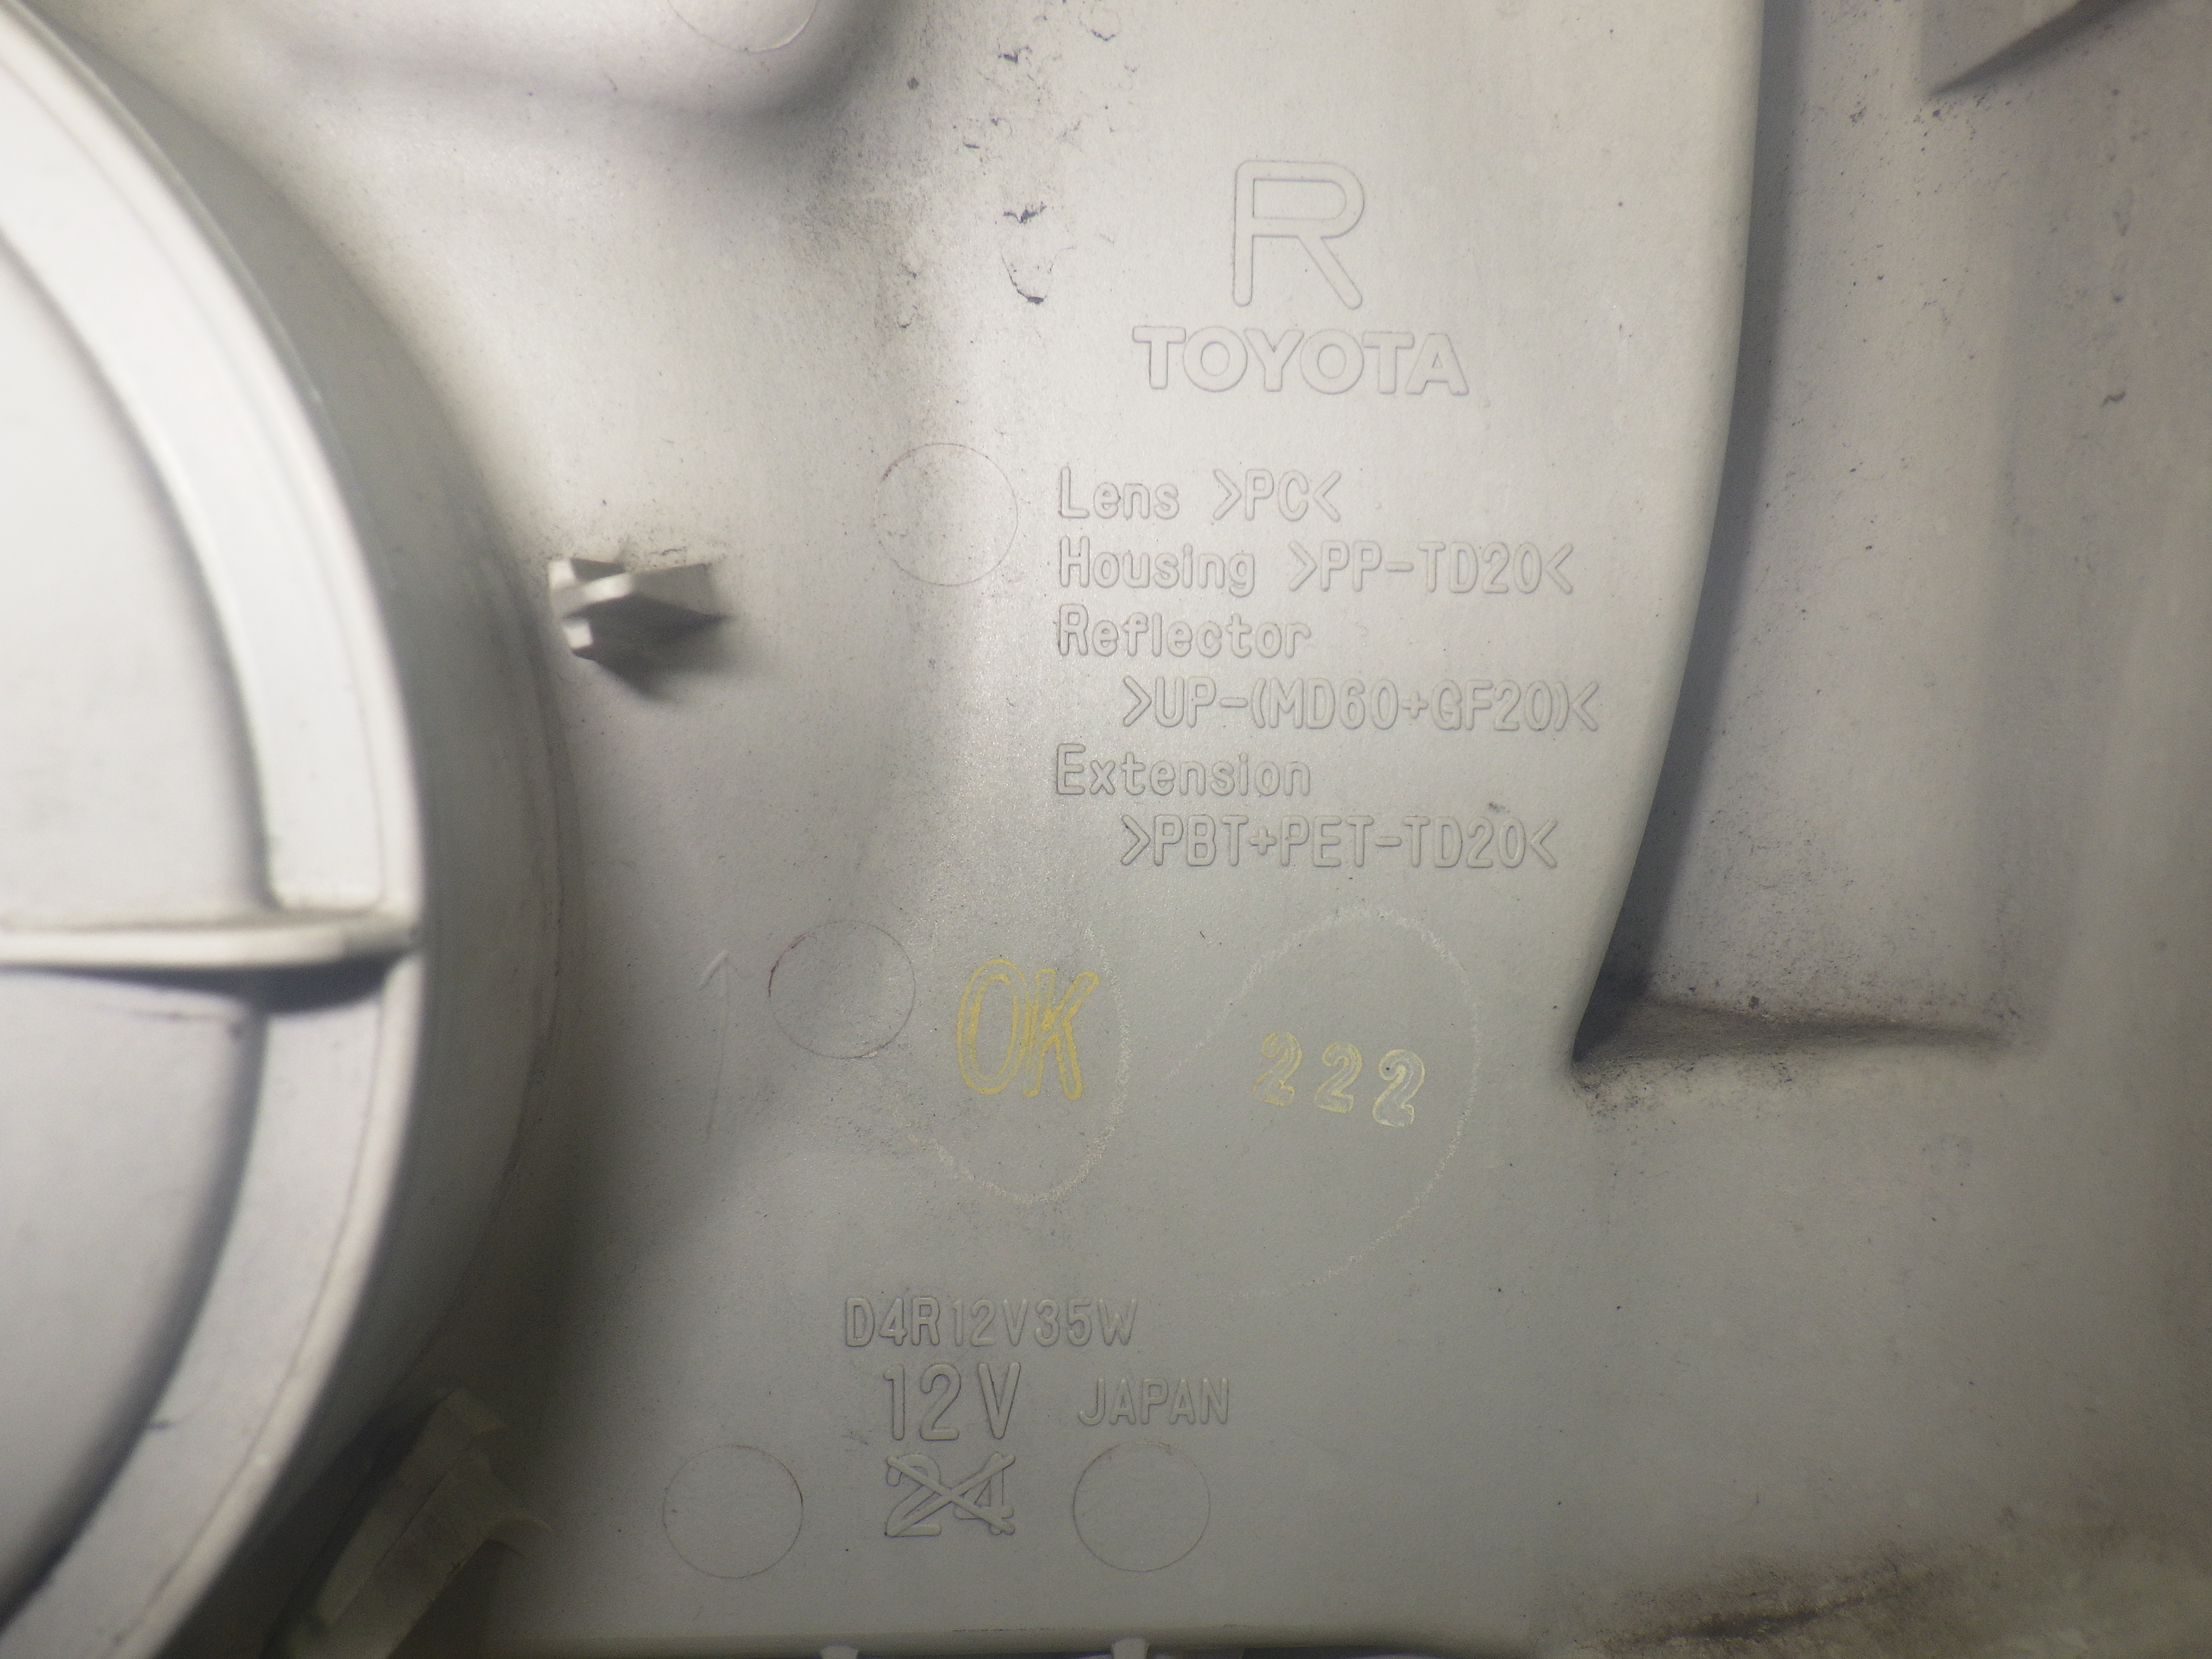 R
TOYOTA
Lens >PC<
Housing >PP-TD20<
Reflector
>UP-(MD60+GF20)<
Extension
>PBT+PET-TD20<
OK
222
D4R12V35W
12V JAPAN
24